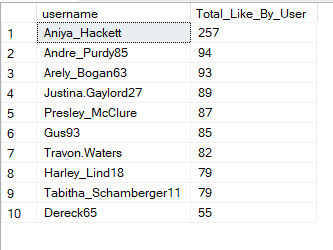 username Total_Like_By_User
1 Aniya_Hackett 257
2 Andre_Purdy85 94
3 Arely_Bogan63 93
4 Justina.Gaylord27 89
5 Presley_McClure 87
6 Gus93 85
7 Travon.Waters 82
8 Harley_Lind18 79
9 Tabitha_Schamberger11 79
10 Dereck65 55